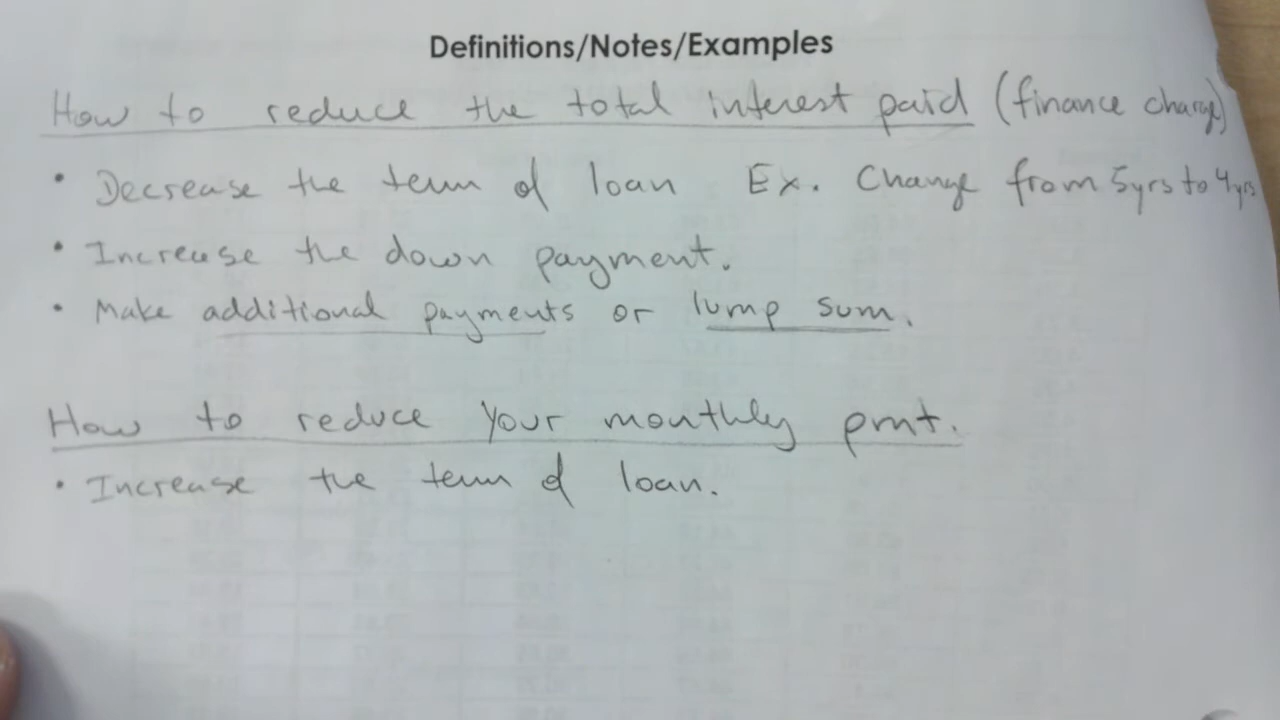 Definitions/Notes/Examples
How to reduce the total interest paid (finance charge)
• Decrease the term of loan Ex. Change from 5yrs to 4yrs
• Increase the down payment.
• Make additional payments or lump sum.
How to reduce your monthly pmt.
• Increase the term of loan.